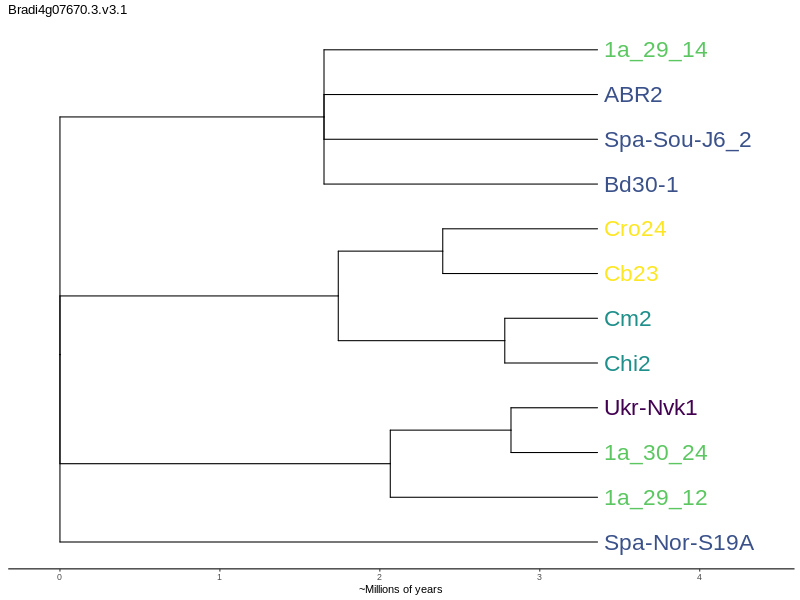 Bradi4g07670.3.v3.1
1a_29_14
ABR2
Spa-Sou-J6_2
Bd30-1
Cro24
Cb23
Cm2
Chi2
Ukr-Nvk1
1a_30_24
1a_29_12
Spa-Nor-S19A
0 1 2 3 4
~Millions of years